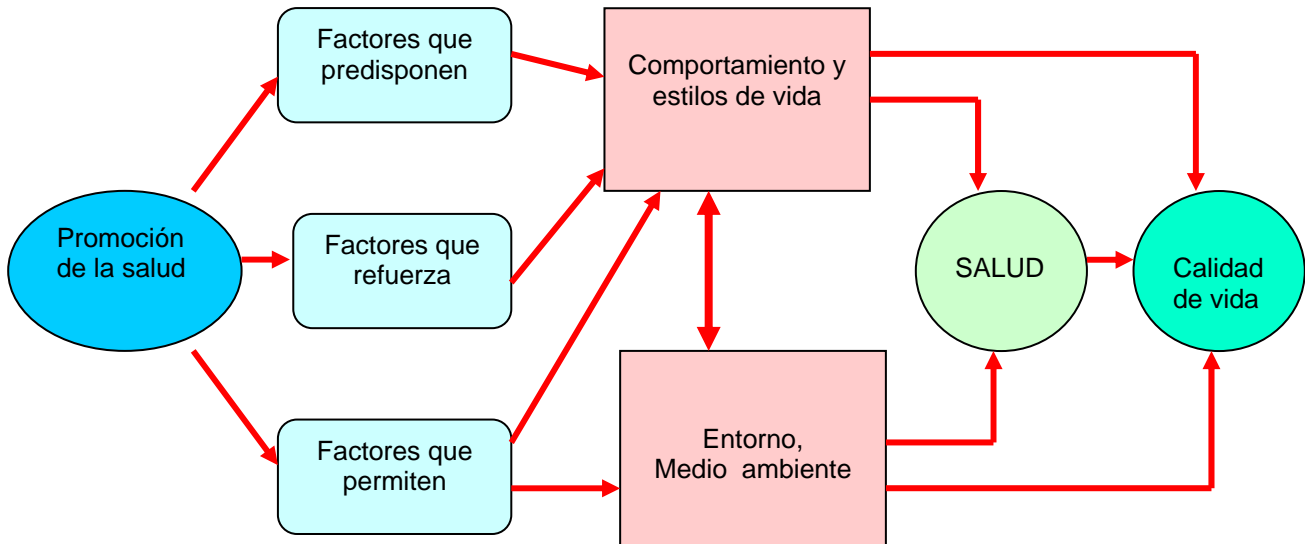 Factores que
predisponen
Comportamiento y
estilos de vida
Promoción
de la salud
Factores que
refuerza
SALUD
Calidad
de vida
Factores que
permiten
Entorno,
Medio ambiente